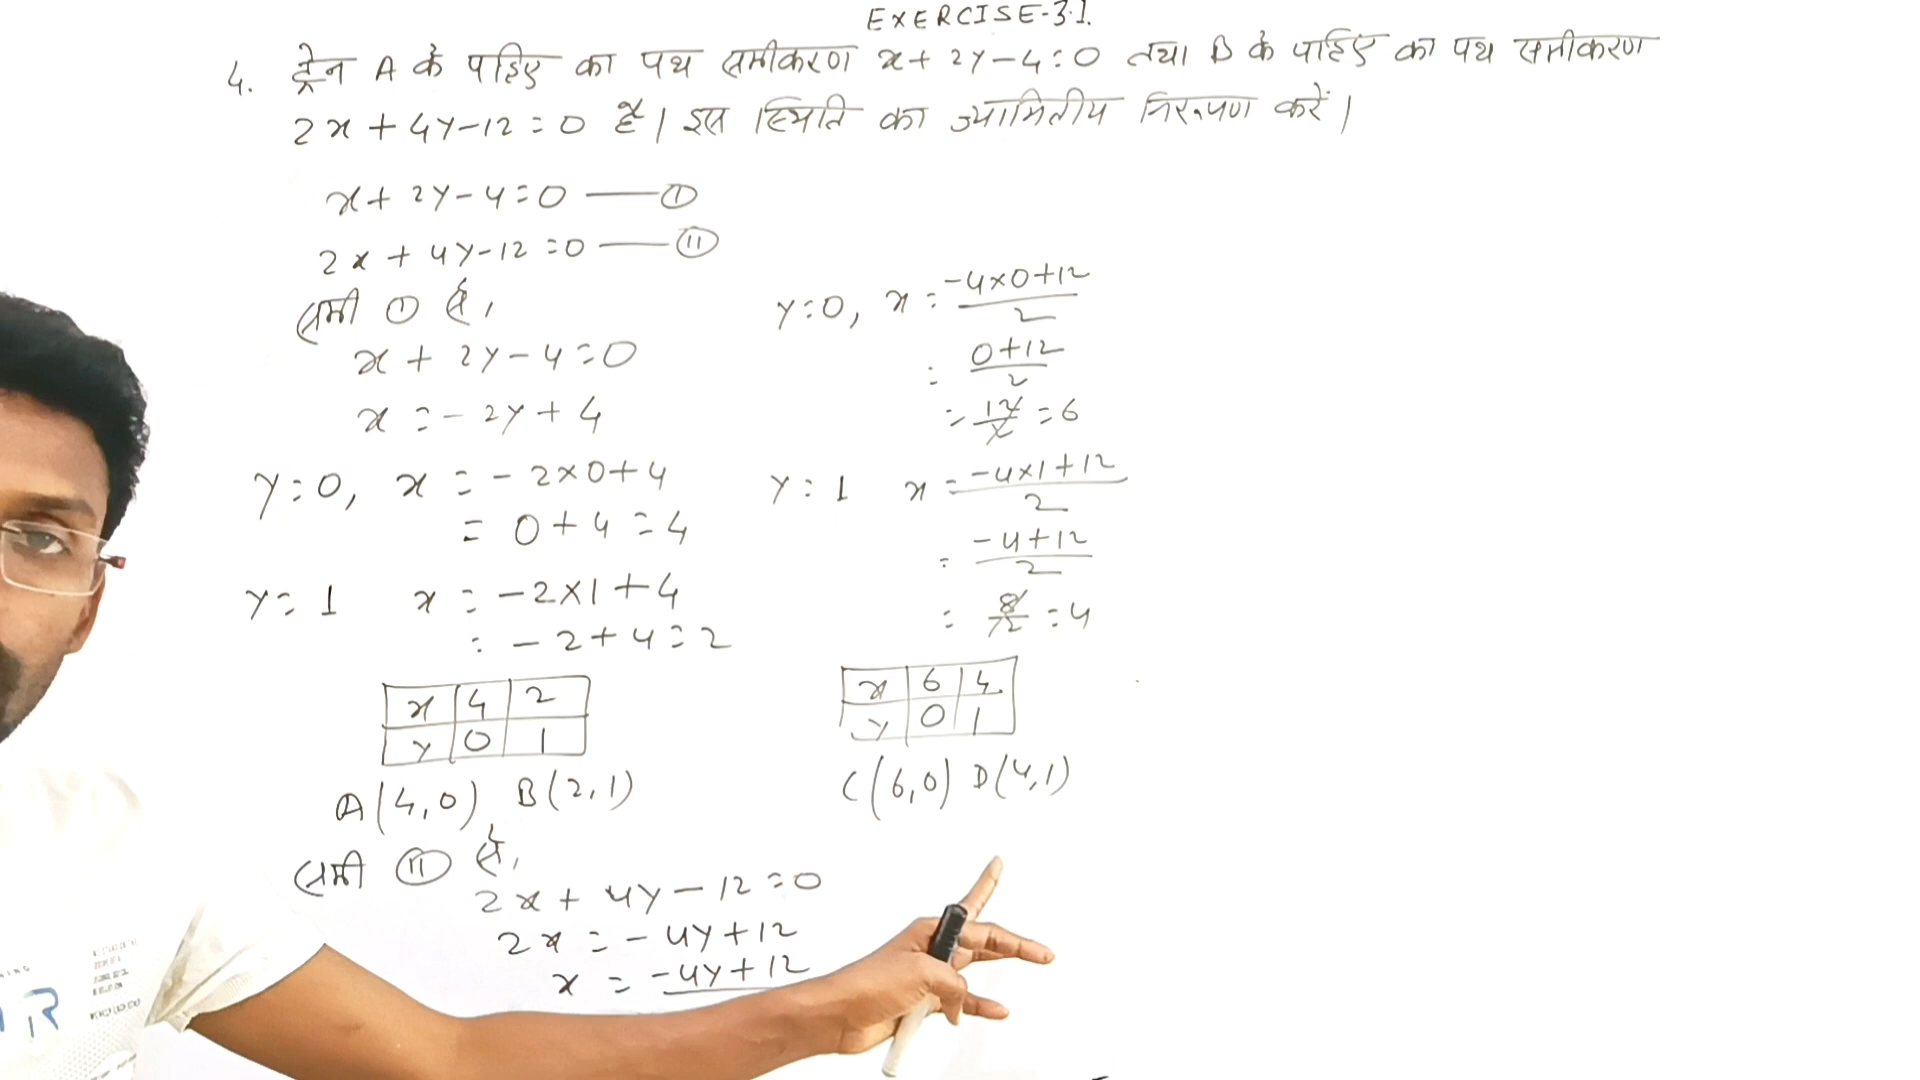 EXERCISE-3.1.
4. ट्रेन A के पहिए का पथ समीकरण x+2y-4=0 तथा B के पहिए का पथ समीकरण
2x+4y-12=0 है। इस स्थिति का ज्यामितीय निरूपण करें।
x+2y-4=0 —— ①
2x+4y-12=0 —— ⑪
समी ① से,
x+2y-4=0
x=-2y+4
y=0, x=-2×0+4
=0+4=4
y=1 x=-2×1+4
=-2+4=2
x 4 2
y 0 1
A(4,0) B(2,1)
समी ⑪ से,
2x+4y-12=0
2x=-4y+12
x=-4y+12
y=0, x=-4×0+12
2
=0+12
2
=12/2=6
y=1 x=-4×1+12
2
=-4+12
2
=8/2=4
x 6 4
y 0 1
C(6,0) D(4,1)
R